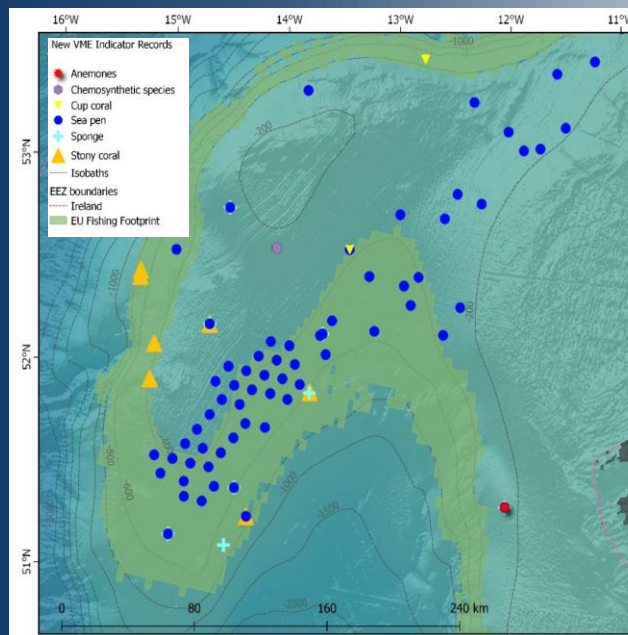 16°W 15°W 14°W 13°W 12°W 11°W
New VME Indicator Records
Anemones
Chemosynthetic species
Cup coral
Sea pen
Sponge
Stony coral
Isobaths
EEZ boundaries
Ireland
EU Fishing Footprint
-1000
-200
53°N
-1000
-200
52°N
-400
-800
-600
-1000
-1500
51°N
-2000
0 80 160 240 km